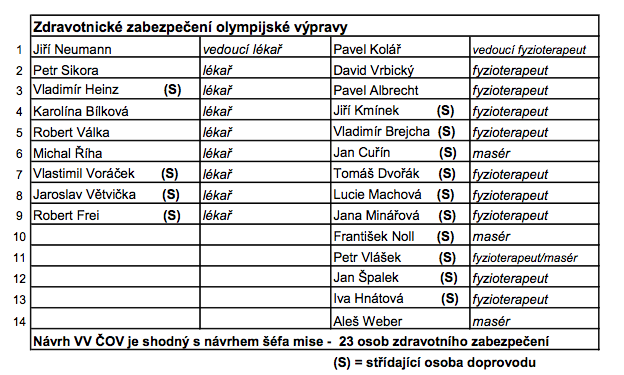 Zdravotnické zabezpečení olympijské výpravy
1 Jiří Neumann vedoucí lékař Pavel Kolář vedoucí fyzioterapeut
2 Petr Sikora lékař David Vrbický fyzioterapeut
3 Vladimír Heinz (S) lékař Pavel Albrecht fyzioterapeut
4 Karolína Bílková lékař Jiří Kmínek (S) fyzioterapeut
5 Robert Válka lékař Vladimír Brejcha (S) fyzioterapeut
6 Michal Říha lékař Jan Cuřín (S) masér
7 Vlastimil Voráček (S) lékař Tomáš Dvořák (S) fyzioterapeut
8 Jaroslav Větvička (S) lékař Lucie Machová (S) fyzioterapeut
9 Robert Frei (S) lékař Jana Minářová (S) fyzioterapeut
10 František Noll (S) masér
11 Petr Vlášek (S) fyzioterapeut/masér
12 Jan Špalek (S) fyzioterapeut
13 Iva Hnátová (S) fyzioterapeut
14 Aleš Weber masér
Návrh VV ČOV je shodný s návrhem šéfa mise - 23 osob zdravotního zabezpečení
(S) = střídající osoba doprovodu